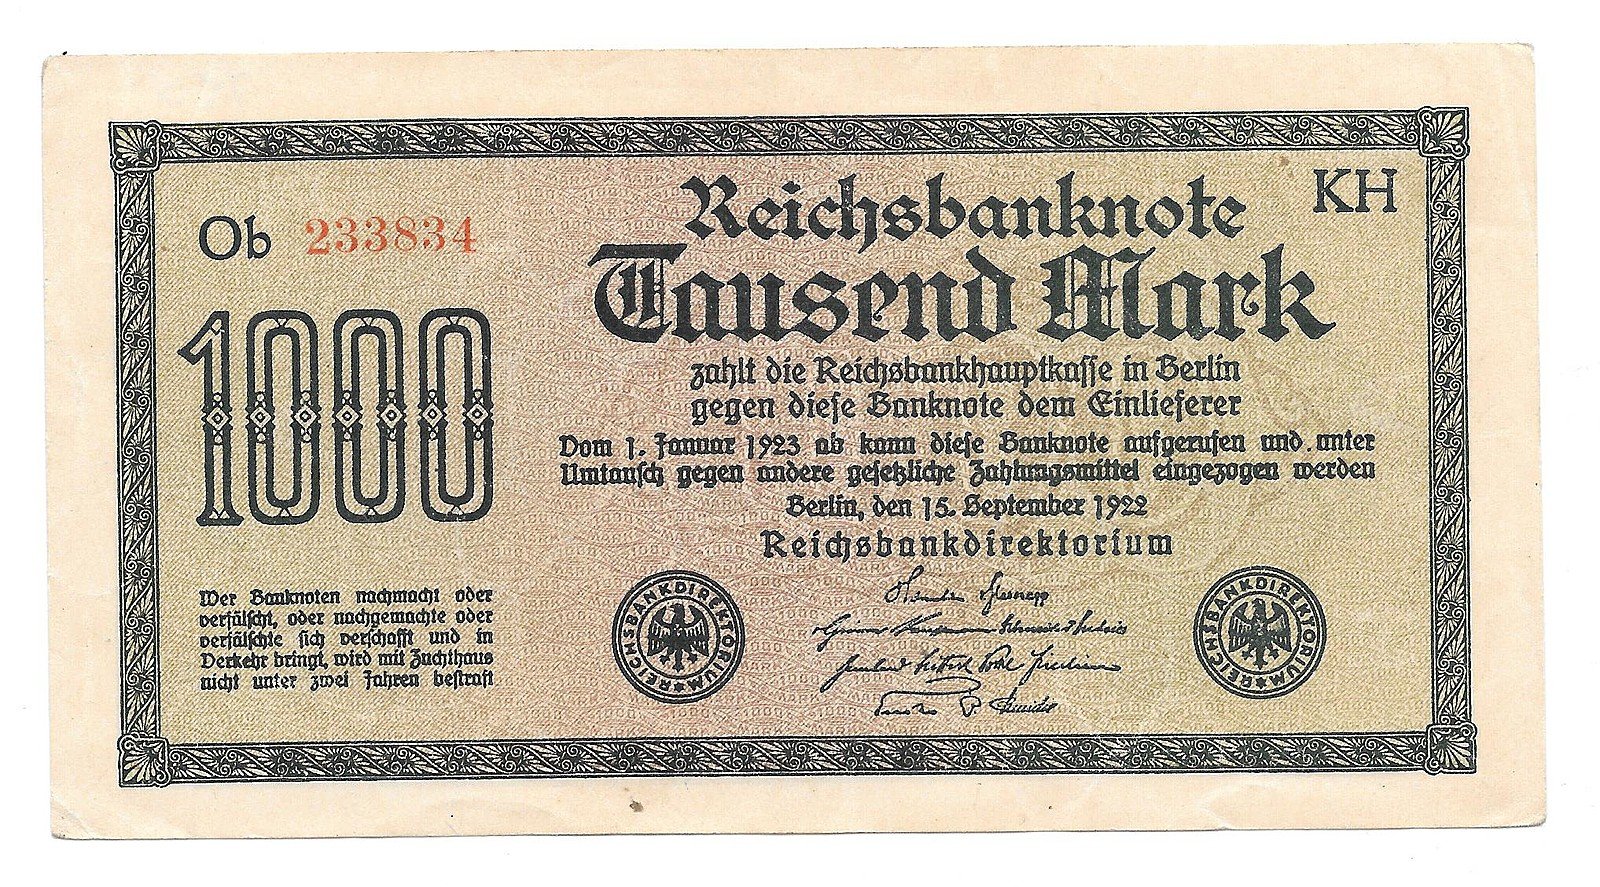 Ob 233834
KH
Reichsbanknote
Tausend Mark
1000
zahlt die Reichsbankhauptkasse in Berlin
gegen diese Banknote dem Einlieferer
Vom 1. Januar 1923 ab kann diese Banknote aufgerufen und unter
Umtausch gegen andere gesetzliche Zahlungsmittel eingezogen werden
Berlin, den 15. September 1922
Reichsbankdirektorium
Wer Banknoten nachmacht oder
verfälscht, oder nachgemachte oder
verfälschte sich verschafft und in
Verkehr bringt, wird mit Zuchthaus
nicht unter zwei Jahren bestraft
REICHSBANKDIREKTORIUM
REICHSBANKDIREKTORIUM